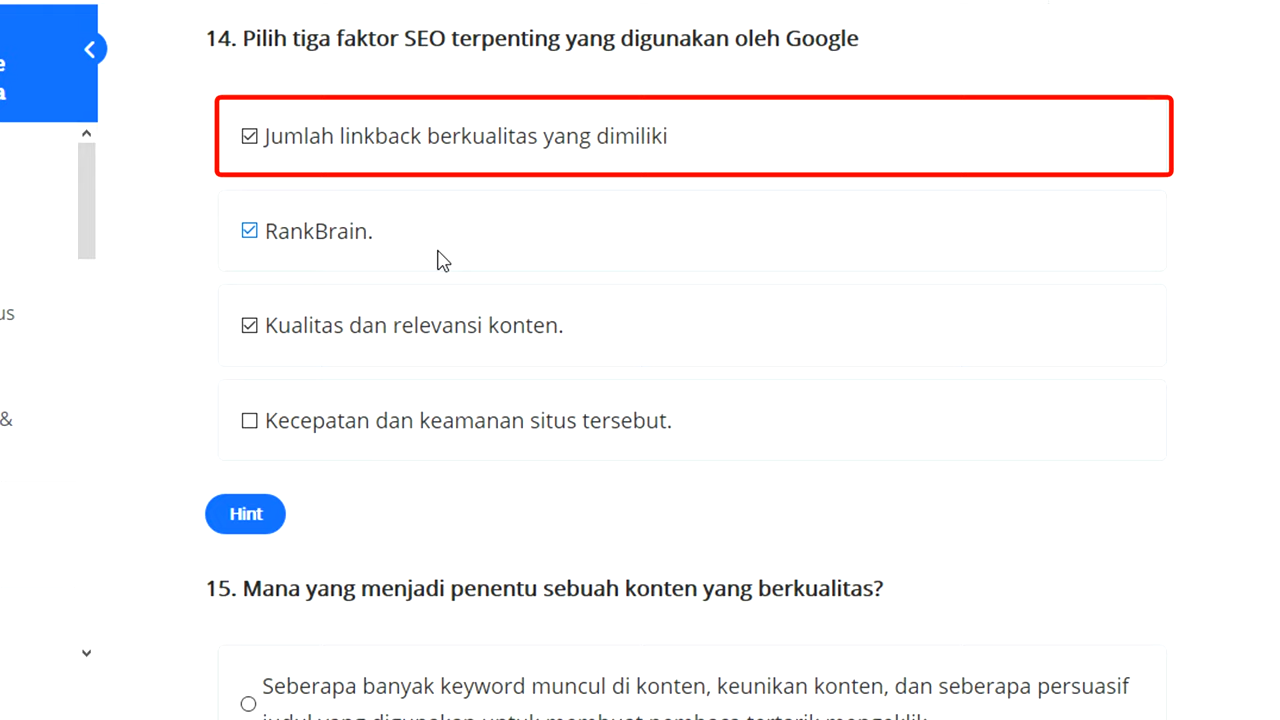 e
a
us
&
14. Pilih tiga faktor SEO terpenting yang digunakan oleh Google
Jumlah linkback berkualitas yang dimiliki
RankBrain.
Kualitas dan relevansi konten.
Kecepatan dan keamanan situs tersebut.
Hint
15. Mana yang menjadi penentu sebuah konten yang berkualitas?
Seberapa banyak keyword muncul di konten, keunikan konten, dan seberapa persuasif